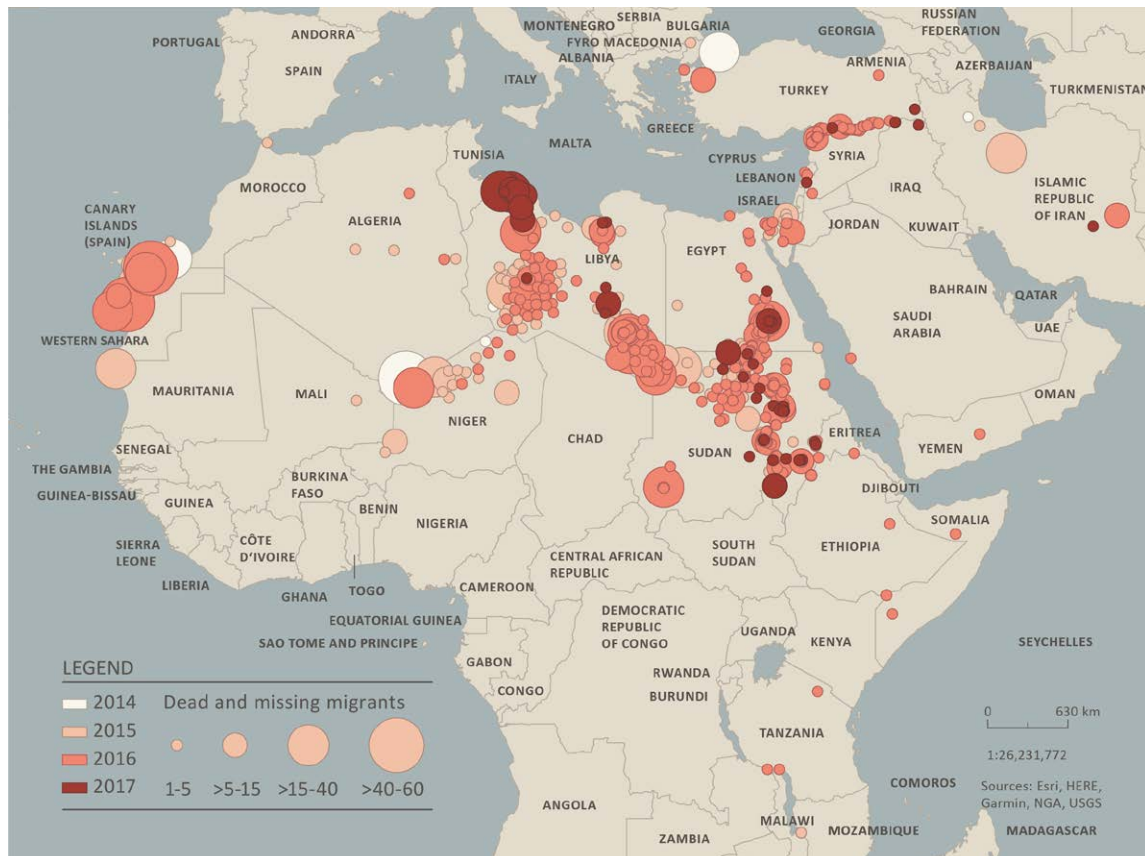 SERBIA
RUSSIAN
FEDERATION
MONTENEGRO
BULGARIA
PORTUGAL
ANDORRA
GEORGIA
FYRO MACEDONIA
ALBANIA
ARMENIA
AZERBAIJAN
SPAIN
ITALY
TURKEY
TURKMENISTAN
GREECE
MALTA
TUNISIA
CYPRUS
SYRIA
LEBANON
MOROCCO
IRAQ
ISLAMIC
REPUBLIC
OF IRAN
ISRAEL
CANARY
ISLANDS
(SPAIN)
ALGERIA
JORDAN
KUWAIT
EGYPT
LIBYA
BAHRAIN
QATAR
SAUDI
ARABIA
UAE
WESTERN SAHARA
MAURITANIA
MALI
OMAN
NIGER
ERITREA
CHAD
YEMEN
SENEGAL
SUDAN
THE GAMBIA
BURKINA
FASO
DJIBOUTI
GUINEA-BISSAU
GUINEA
BENIN
NIGERIA
SOMALIA
SIERRA
LEONE
CÔTE
D'IVOIRE
ETHIOPIA
CENTRAL AFRICAN
REPUBLIC
SOUTH
SUDAN
LIBERIA
GHANA
TOGO
CAMEROON
DEMOCRATIC
REPUBLIC
OF CONGO
EQUATORIAL GUINEA
UGANDA
KENYA
SEYCHELLES
SAO TOME AND PRINCIPE
GABON
RWANDA
CONGO
BURUNDI
TANZANIA
COMOROS
ANGOLA
MALAWI
MOZAMBIQUE
MADAGASCAR
ZAMBIA
LEGEND
2014
2015
2016
2017
Dead and missing migrants
1-5 >5-15 >15-40 >40-60
0 630 km
1:26,231,772
Sources: Esri, HERE,
Garmin, NGA, USGS